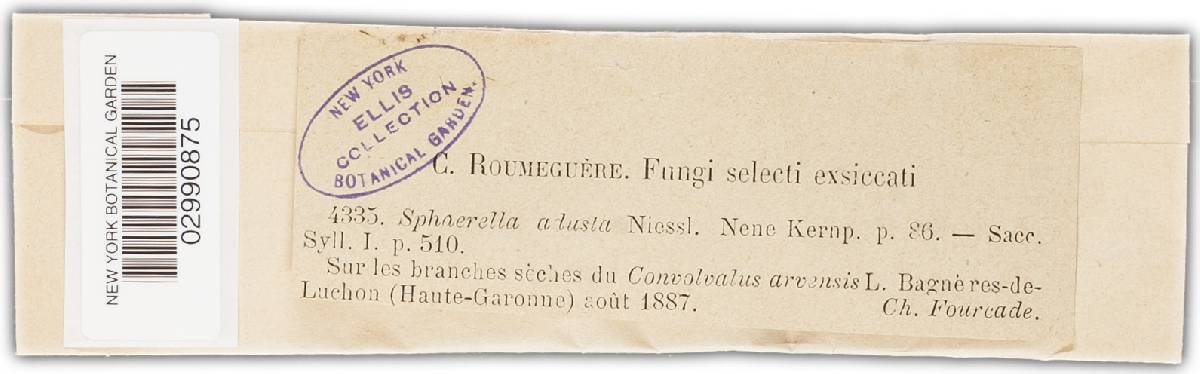 NEW YORK BOTANICAL GARDEN
02990875
NEW YORK
ELLIS
COLLECTION
BOTANICAL GARDEN.
C. ROUMEGUÈRE. Fungi selecti exsiccati
4335. Sphaerella adusta Niessl. Nene Kernp. p. 86. — Sacc.
Syll. I. p. 510.
Sur les branches sèches du Convolvalus arvensis L. Bagnères-de-
Luchon (Haute-Garonne) août 1887. Ch. Fourcade.